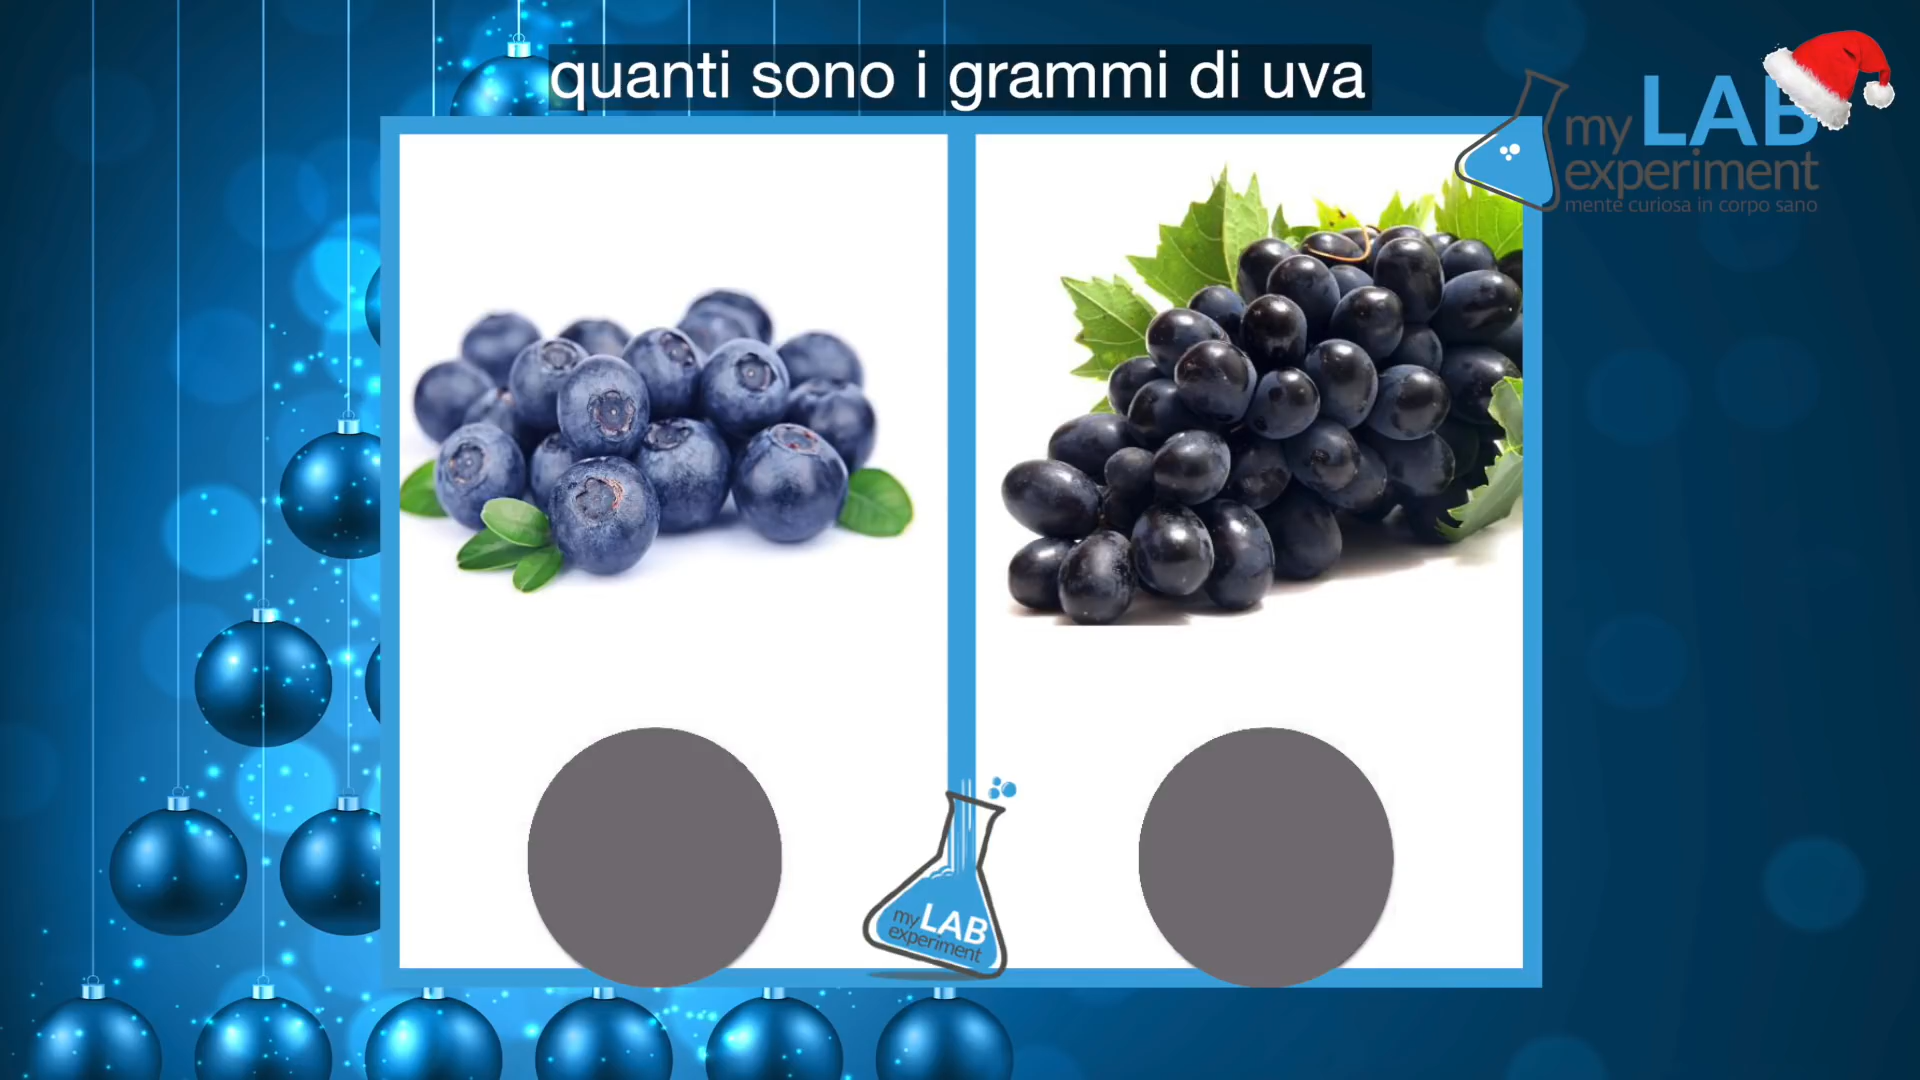 quanti sono i grammi di uva
my LAB
experiment
mente curiosa in corpo sano
my LAB
experiment